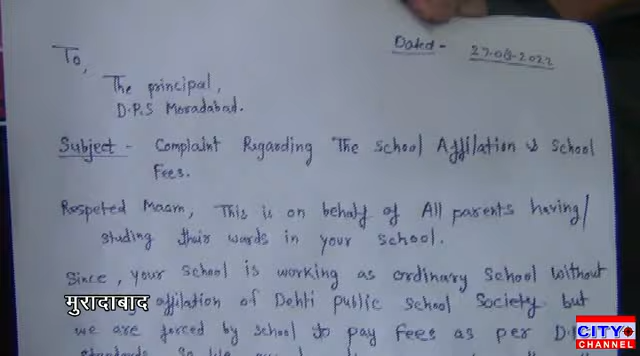 Dated - 27-08-2022
To,
The principal,
D.P.S Moradabad.
Subject - Complaint Regarding The School Affilation & School
Fees.
Respeted Maam, This is on behalf of All parents having/
studing their wards in your school.
Since, your school is working as ordinary school without
affilation of Dehli public school Society but
we are forced by school to pay Fees as per
मुरादाबाद
CITY
CHANNEL